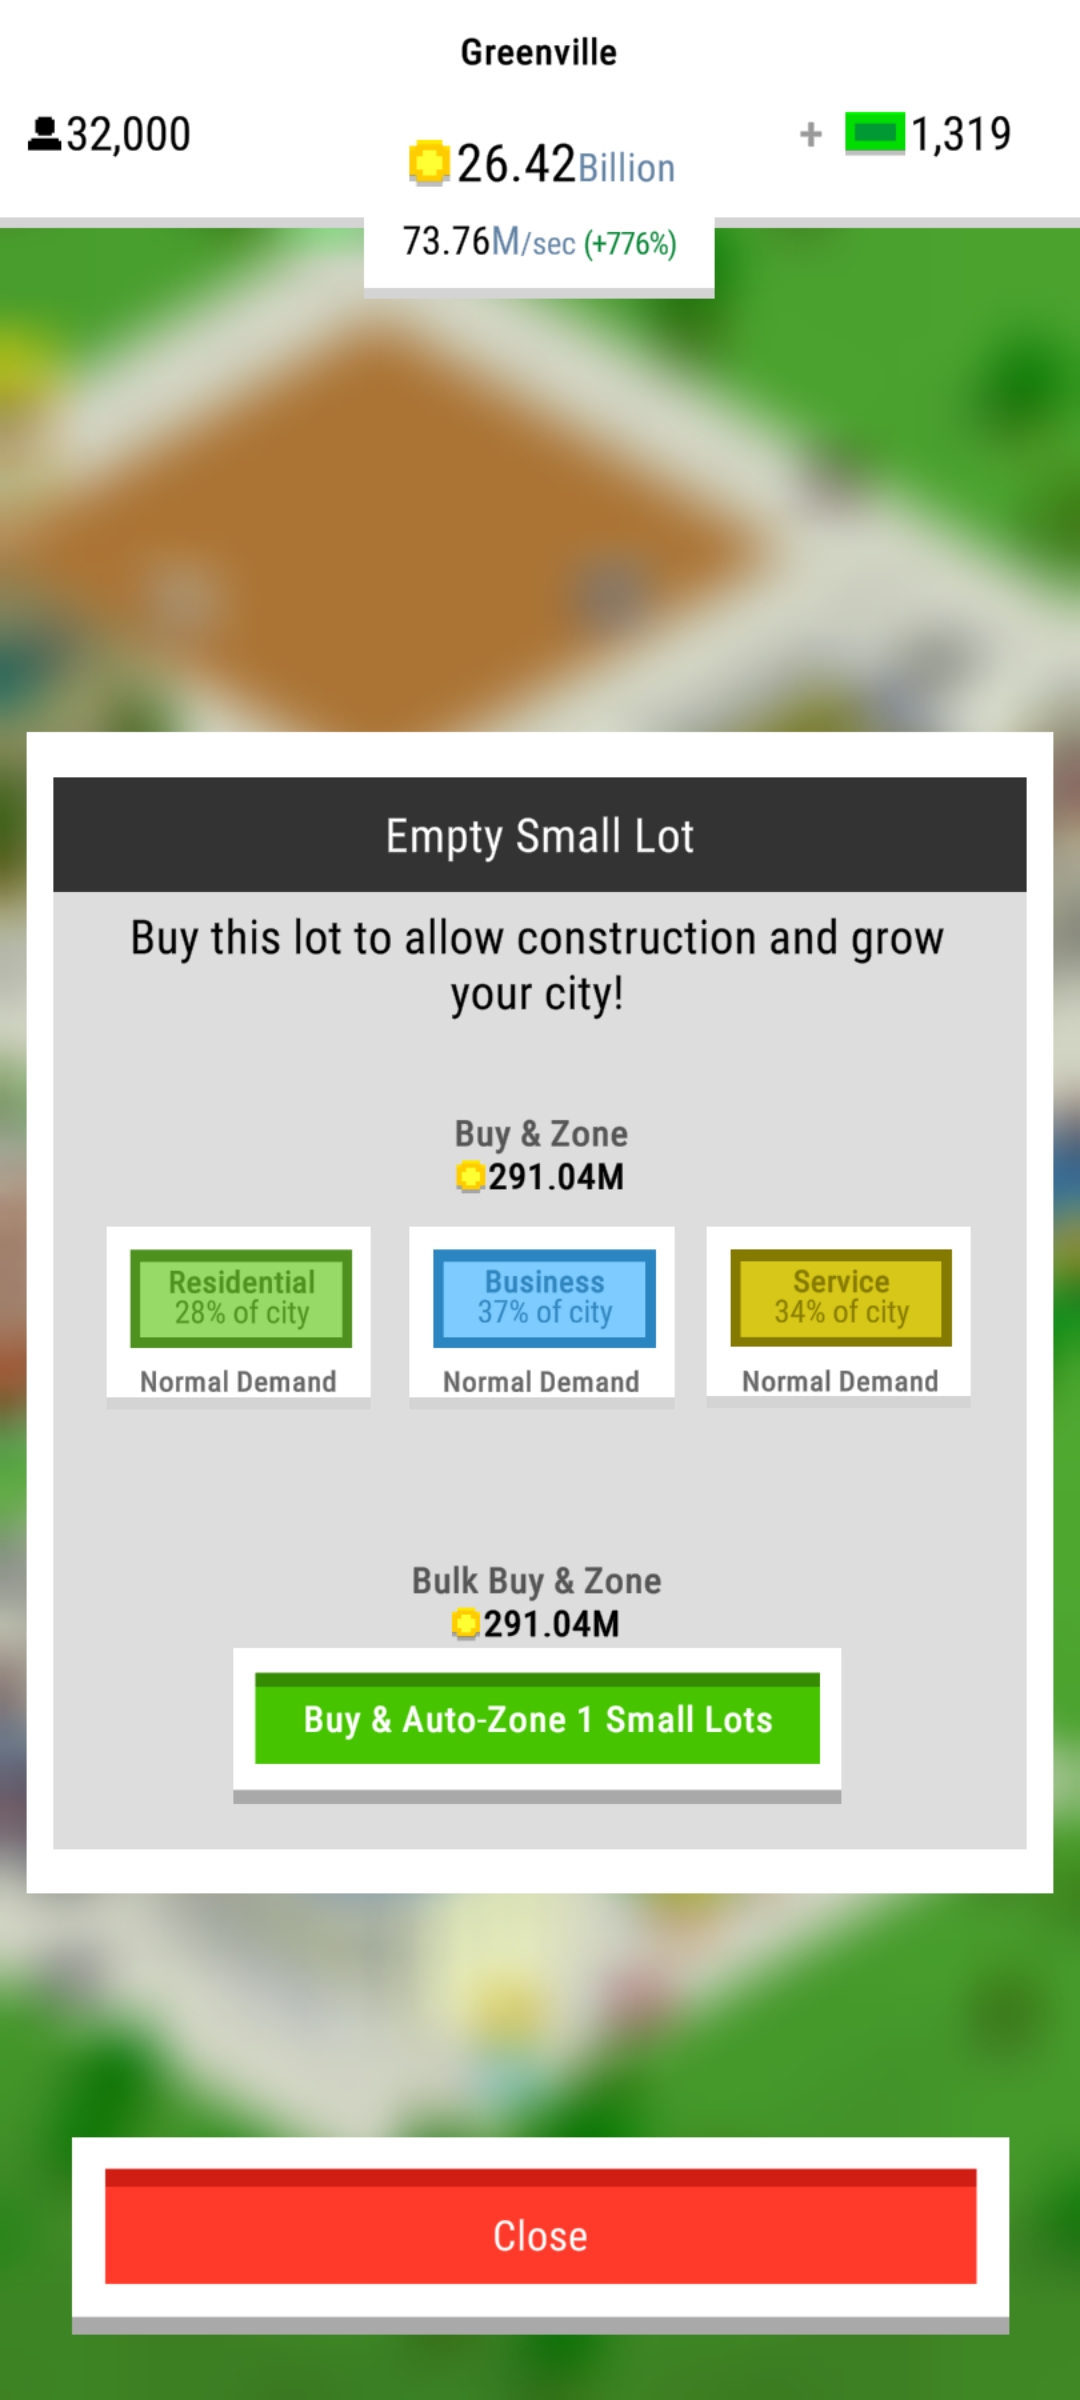 Greenville
32,000
26.42Billion
+ 1,319
73.76M/sec (+776%)
Empty Small Lot
Buy this lot to allow construction and grow
your city!
Buy & Zone
291.04M
Residential
28% of city
Normal Demand
Business
37% of city
Normal Demand
Service
34% of city
Normal Demand
Bulk Buy & Zone
291.04M
Buy & Auto-Zone 1 Small Lots
Close